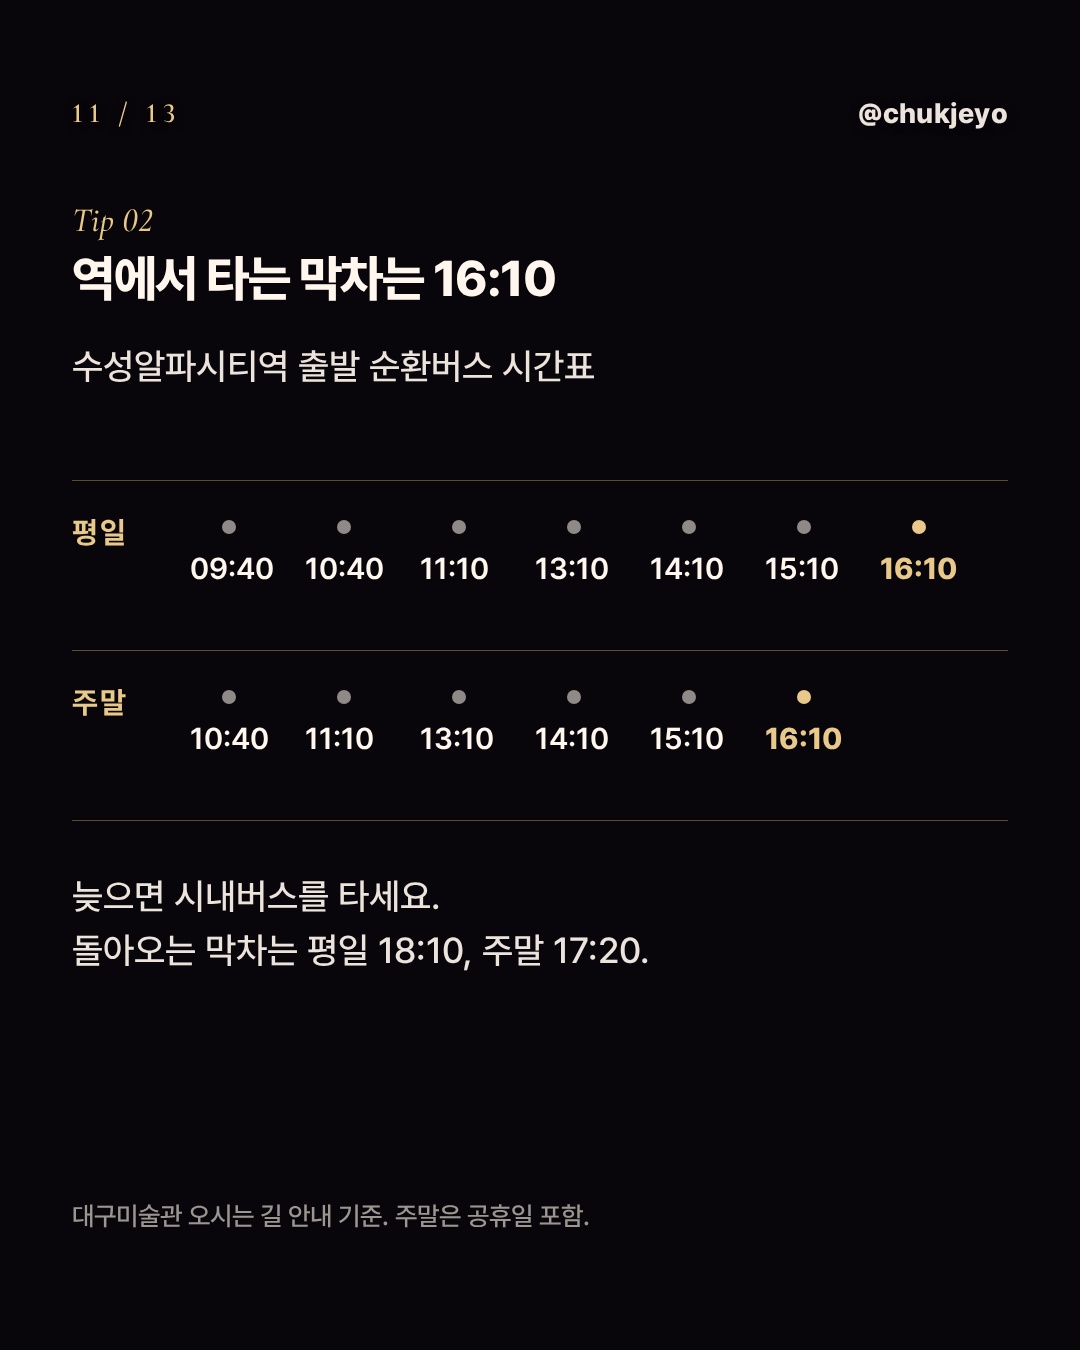 11 / 13
@chukjeyo
Tip 02
역에서 타는 막차는 16:10
수성알파시티역 출발 순환버스 시간표
평일
09:40 10:40 11:10 13:10 14:10 15:10 16:10
주말
10:40 11:10 13:10 14:10 15:10 16:10
늦으면 시내버스를 타세요.
돌아오는 막차는 평일 18:10, 주말 17:20.
대구미술관 오시는 길 안내 기준. 주말은 공휴일 포함.